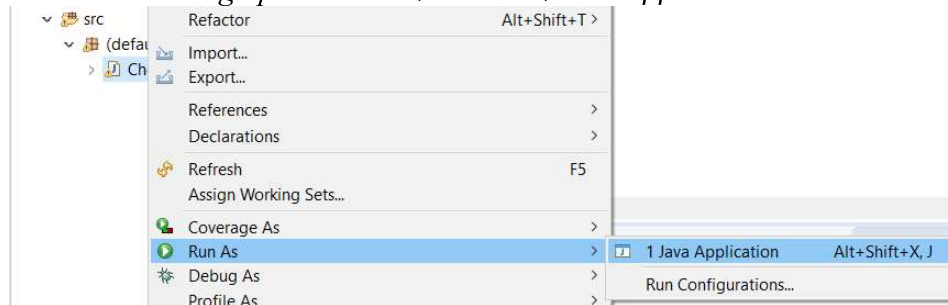 src
Refactor Alt+Shift+T >
(defau
Import...
Ch
Export...
References >
Declarations >
Refresh F5
Assign Working Sets...
Coverage As >
Run As >
1 Java Application Alt+Shift+X, J
Debug As >
Run Configurations...
Profile As >